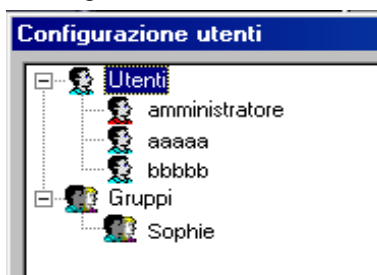 Configurazione utenti
Utenti
amministratore
aaaaa
bbbbb
Gruppi
Sophie